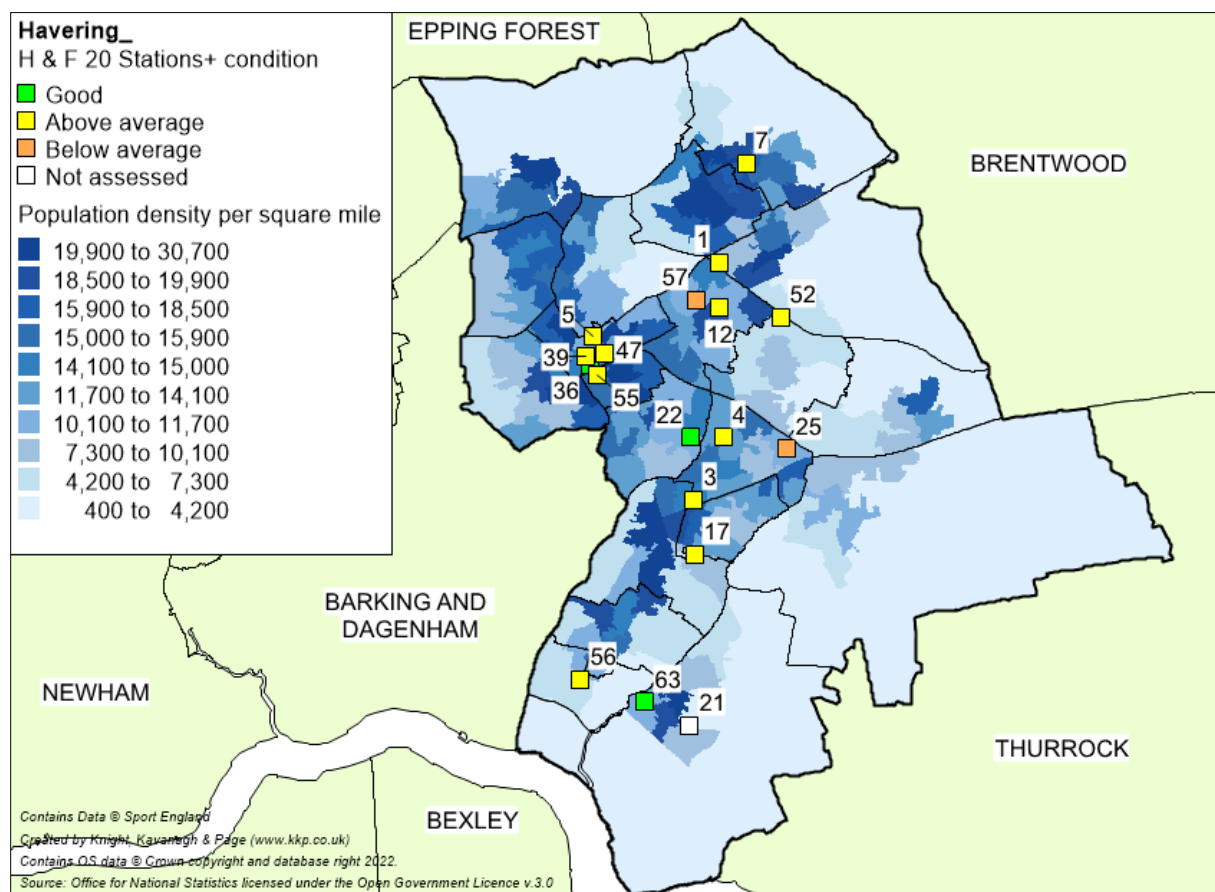 Havering_
H & F 20 Stations+ condition
Good
Above average
Below average
Not assessed
Population density per square mile
19,900 to 30,700
18,500 to 19,900
15,900 to 18,500
15,000 to 15,900
14,100 to 15,000
11,700 to 14,100
10,100 to 11,700
7,300 to 10,100
4,200 to 7,300
400 to 4,200
EPPING FOREST
BRENTWOOD
7
1
57
52
5
12
47
39
36
55
22
4
25
3
17
BARKING AND
DAGENHAM
56
63
NEWHAM
21
THURROCK
BEXLEY
Contains Data ® Sport England
Created by Knight, Kavanagh & Page (www.kkp.co.uk)
Contains OS data ® Crown copyright and database right 2022.
Source: Office for National Statistics licensed under the Open Government Licence v.3.0